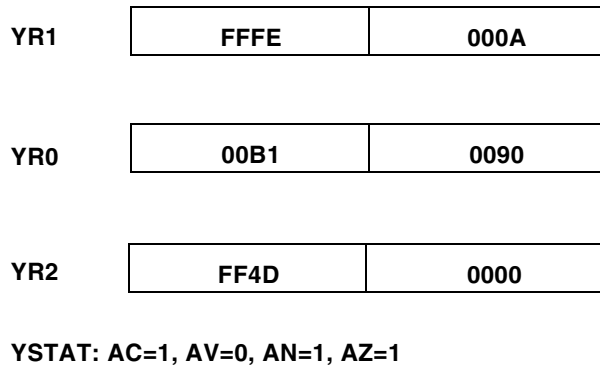 YR1 FFFE 000A
YR0 00B1 0090
YR2 FF4D 0000
YSTAT: AC=1, AV=0, AN=1, AZ=1